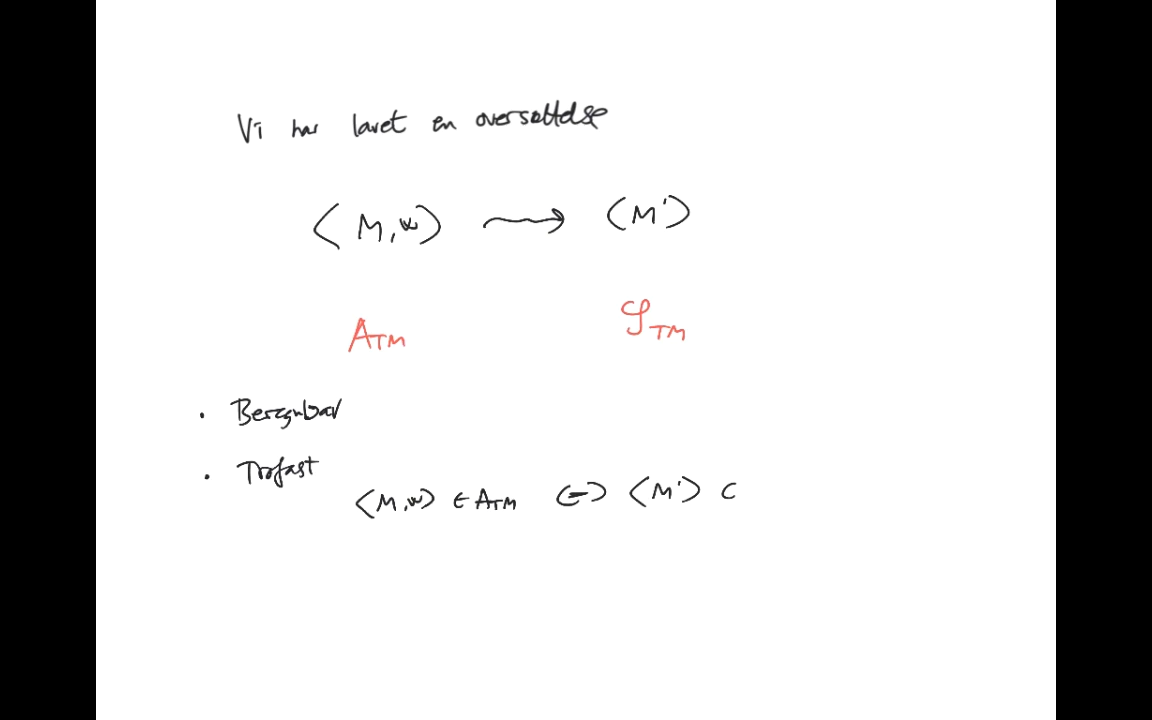 Vi har lavet en oversættelse
⟨M,w⟩ ⇝ ⟨M'⟩
A_TM 𝒮_TM
• Beregnbar
• Trofast
⟨M,w⟩ ∈ A_TM ⇔ ⟨M'⟩ c